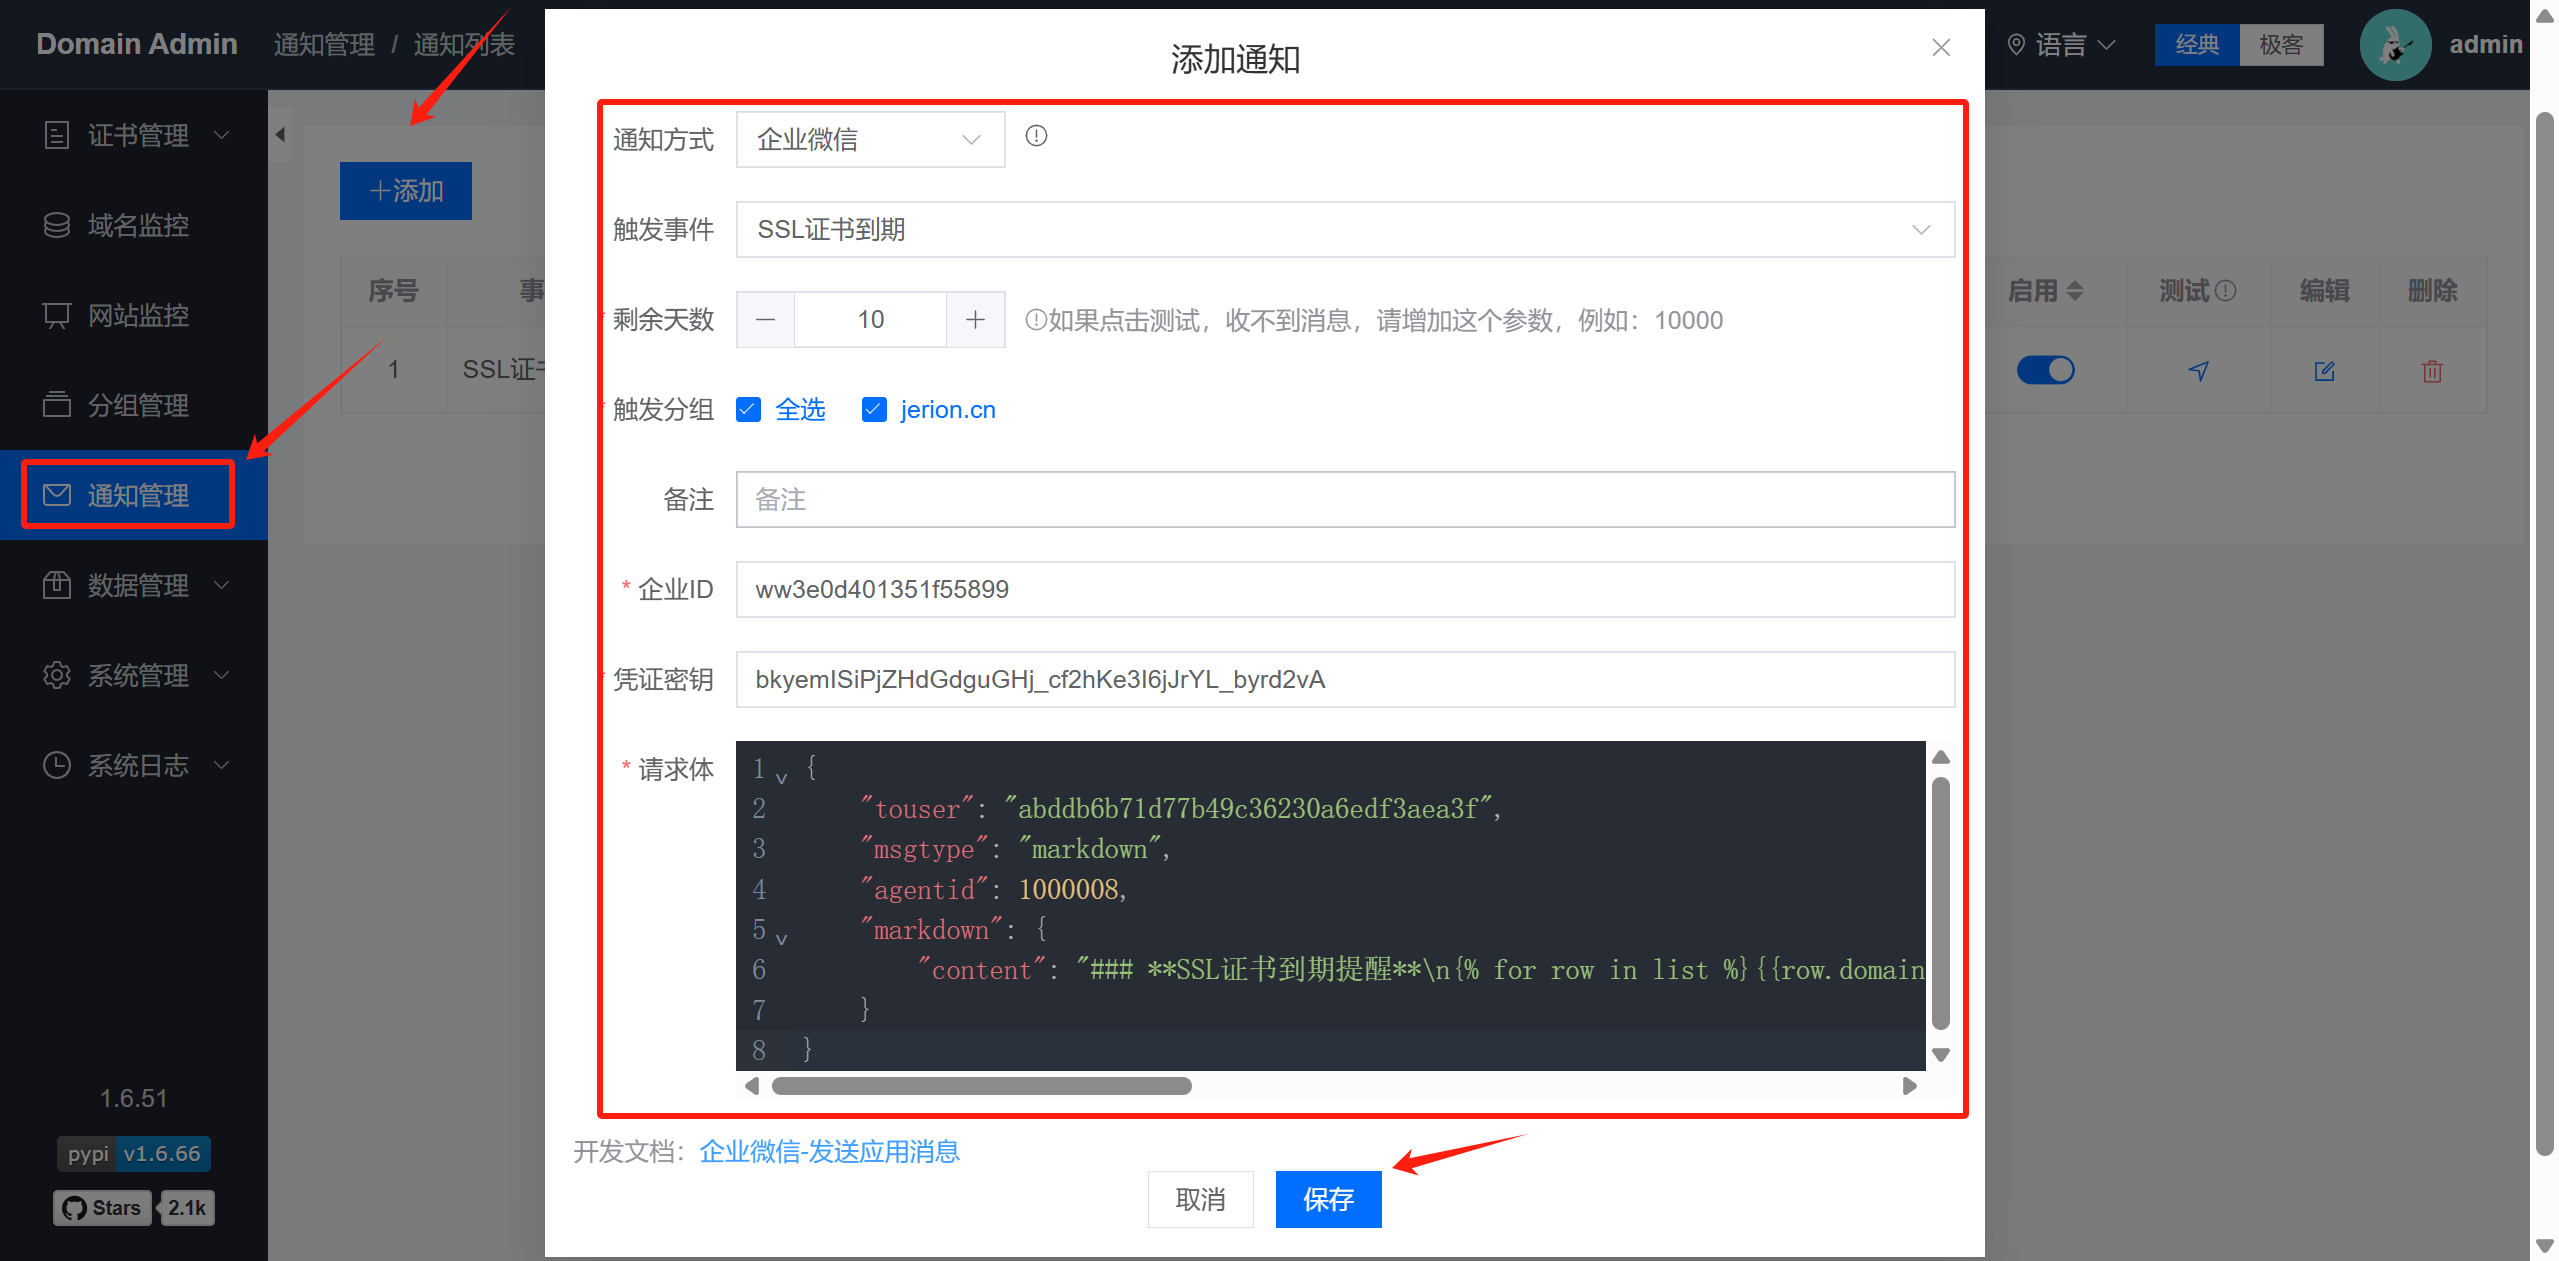 Domain Admin
通知管理 / 通知列表
语言
经典 极客
admin
证书管理
域名监控
网站监控
分组管理
通知管理
数据管理
系统管理
系统日志
1.6.51
pypi v1.6.66
Stars 2.1k
添加
序号
启用 测试 编辑 删除
1 SSL证
添加通知
通知方式 企业微信
触发事件 SSL证书到期
* 剩余天数 10 如果点击测试，收不到消息，请增加这个参数，例如：10000
* 触发分组 全选 jerion.cn
备注 备注
* 企业ID ww3e0d401351f55899
* 凭证密钥 bkyemISiPjZHdGdguGHj_cf2hKe3I6jJrYL_byrd2vA
* 请求体
1 {
2 "touser": "abddb6b71d77b49c36230a6edf3aea3f",
3 "msgtype": "markdown",
4 "agentid": 1000008,
5 "markdown": {
6 "content": "### **SSL证书到期提醒**\n{% for row in list %}{{row.domain
7 }
8 }
开发文档：企业微信-发送应用消息
取消 保存